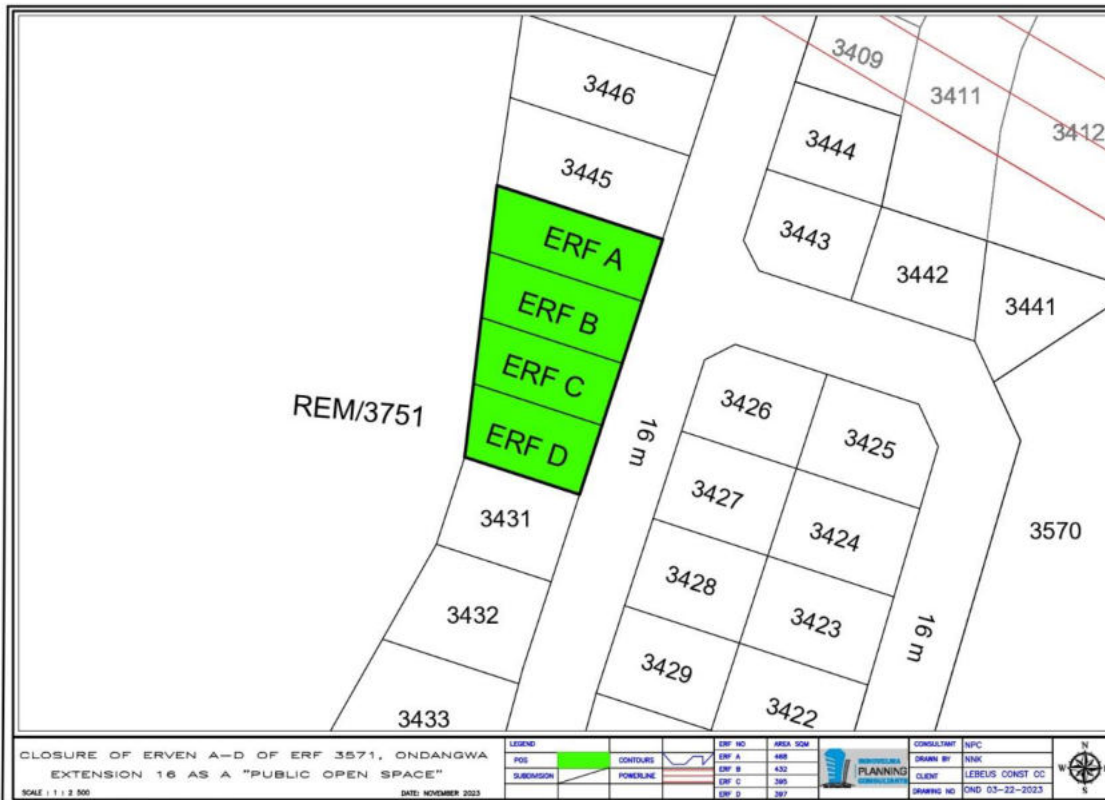 3409
3446
3411
3412
3444
3445
3443
ERF A
3442
3441
ERF B
ERF C
REM/3751
3426
16 m
3425
ERF D
3427
3431
3424
3570
3428
3432
3423
16 m
3429
3422
3433
CLOSURE OF ERVEN A-D OF ERF 3571, ONDANGWA
EXTENSION 16 AS A "PUBLIC OPEN SPACE"
SCALE : 1 : 2 500
DATE: NOVEMBER 2023
LEGEND
POS
CONTOURS
SUBDIVISION
POWERLINE
ERF NO AREA SQM
ERF A 468
ERF B 432
ERF C 395
ERF D 397
PLANNING
CONSULTANTS
CONSULTANT NPC
DRAWN BY NNK
CLIENT LEBEUS CONST CC
DRAWING NO OND 03-22-2023
N
W
E
S